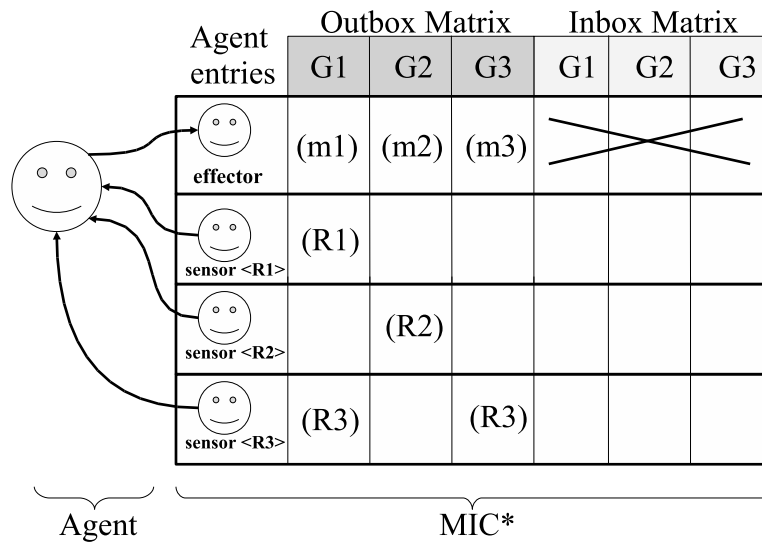 Outbox Matrix Inbox Matrix
Agent entries G1 G2 G3 G1 G2 G3
effector (m1) (m2) (m3)
sensor <R1> (R1)
sensor <R2> (R2)
sensor <R3> (R3) (R3)
Agent MIC*